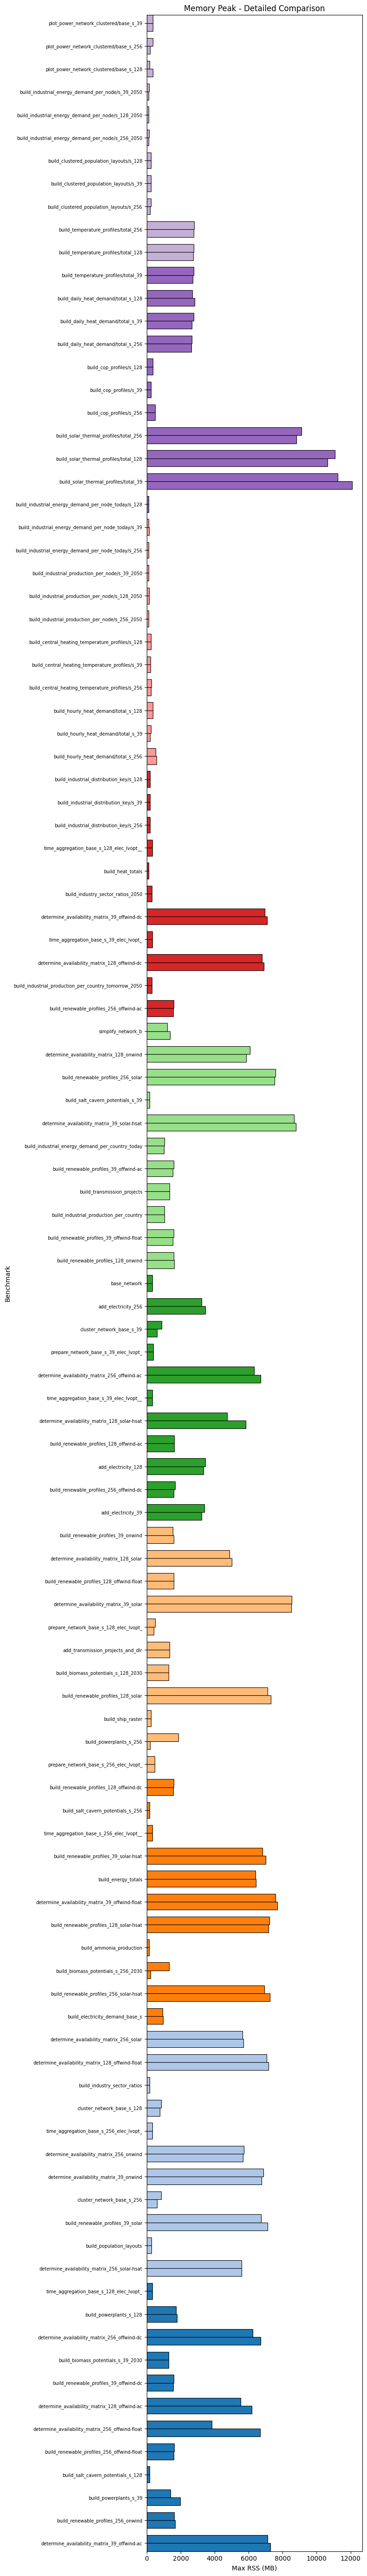 Memory Peak - Detailed Comparison
plot_power_network_clustered/base_s_39
plot_power_network_clustered/base_s_256
plot_power_network_clustered/base_s_128
build_industrial_energy_demand_per_node/s_39_2050
build_industrial_energy_demand_per_node/s_128_2050
build_industrial_energy_demand_per_node/s_256_2050
build_clustered_population_layouts/s_128
build_clustered_population_layouts/s_39
build_clustered_population_layouts/s_256
build_temperature_profiles/total_256
build_temperature_profiles/total_128
build_temperature_profiles/total_39
build_daily_heat_demand/total_s_128
build_daily_heat_demand/total_s_39
build_daily_heat_demand/total_s_256
build_cop_profiles/s_128
build_cop_profiles/s_39
build_cop_profiles/s_256
build_solar_thermal_profiles/total_256
build_solar_thermal_profiles/total_128
build_solar_thermal_profiles/total_39
build_industrial_energy_demand_per_node_today/s_128
build_industrial_energy_demand_per_node_today/s_39
build_industrial_energy_demand_per_node_today/s_256
build_industrial_production_per_node/s_39_2050
build_industrial_production_per_node/s_128_2050
build_industrial_production_per_node/s_256_2050
build_central_heating_temperature_profiles/s_128
build_central_heating_temperature_profiles/s_39
build_central_heating_temperature_profiles/s_256
build_hourly_heat_demand/total_s_128
build_hourly_heat_demand/total_s_39
build_hourly_heat_demand/total_s_256
build_industrial_distribution_key/s_128
build_industrial_distribution_key/s_39
build_industrial_distribution_key/s_256
time_aggregation_base_s_128_elec_lvopt__
build_heat_totals
build_industry_sector_ratios_2050
determine_availability_matrix_39_offwind-dc
time_aggregation_base_s_39_elec_lvopt_
determine_availability_matrix_128_offwind-dc
build_industrial_production_per_country_tomorrow_2050
build_renewable_profiles_256_offwind-ac
simplify_network_b
determine_availability_matrix_128_onwind
build_renewable_profiles_256_solar
build_salt_cavern_potentials_s_39
determine_availability_matrix_39_solar-hsat
build_industrial_energy_demand_per_country_today
build_renewable_profiles_39_offwind-ac
build_transmission_projects
build_industrial_production_per_country
build_renewable_profiles_39_offwind-float
build_renewable_profiles_128_onwind
base_network
add_electricity_256
cluster_network_base_s_39
prepare_network_base_s_39_elec_lvopt_
determine_availability_matrix_256_offwind-ac
time_aggregation_base_s_39_elec_lvopt__
determine_availability_matrix_128_solar-hsat
build_renewable_profiles_128_offwind-ac
add_electricity_128
build_renewable_profiles_256_offwind-dc
add_electricity_39
build_renewable_profiles_39_onwind
determine_availability_matrix_128_solar
build_renewable_profiles_128_offwind-float
determine_availability_matrix_39_solar
prepare_network_base_s_128_elec_lvopt_
add_transmission_projects_and_dlr
build_biomass_potentials_s_128_2030
build_renewable_profiles_128_solar
build_ship_raster
build_powerplants_s_256
prepare_network_base_s_256_elec_lvopt_
build_renewable_profiles_128_offwind-dc
build_salt_cavern_potentials_s_256
time_aggregation_base_s_256_elec_lvopt__
build_renewable_profiles_39_solar-hsat
build_energy_totals
determine_availability_matrix_39_offwind-float
build_renewable_profiles_128_solar-hsat
build_ammonia_production
build_biomass_potentials_s_256_2030
build_renewable_profiles_256_solar-hsat
build_electricity_demand_base_s
determine_availability_matrix_256_solar
determine_availability_matrix_128_offwind-float
build_industry_sector_ratios
cluster_network_base_s_128
time_aggregation_base_s_256_elec_lvopt_
determine_availability_matrix_256_onwind
determine_availability_matrix_39_onwind
cluster_network_base_s_256
build_renewable_profiles_39_solar
build_population_layouts
determine_availability_matrix_256_solar-hsat
time_aggregation_base_s_128_elec_lvopt_
build_powerplants_s_128
determine_availability_matrix_256_offwind-dc
build_biomass_potentials_s_39_2030
build_renewable_profiles_39_offwind-dc
determine_availability_matrix_128_offwind-ac
determine_availability_matrix_256_offwind-float
build_renewable_profiles_256_offwind-float
build_salt_cavern_potentials_s_128
build_powerplants_s_39
build_renewable_profiles_256_onwind
determine_availability_matrix_39_offwind-ac
Benchmark
0 2000 4000 6000 8000 10000 12000
Max RSS (MB)